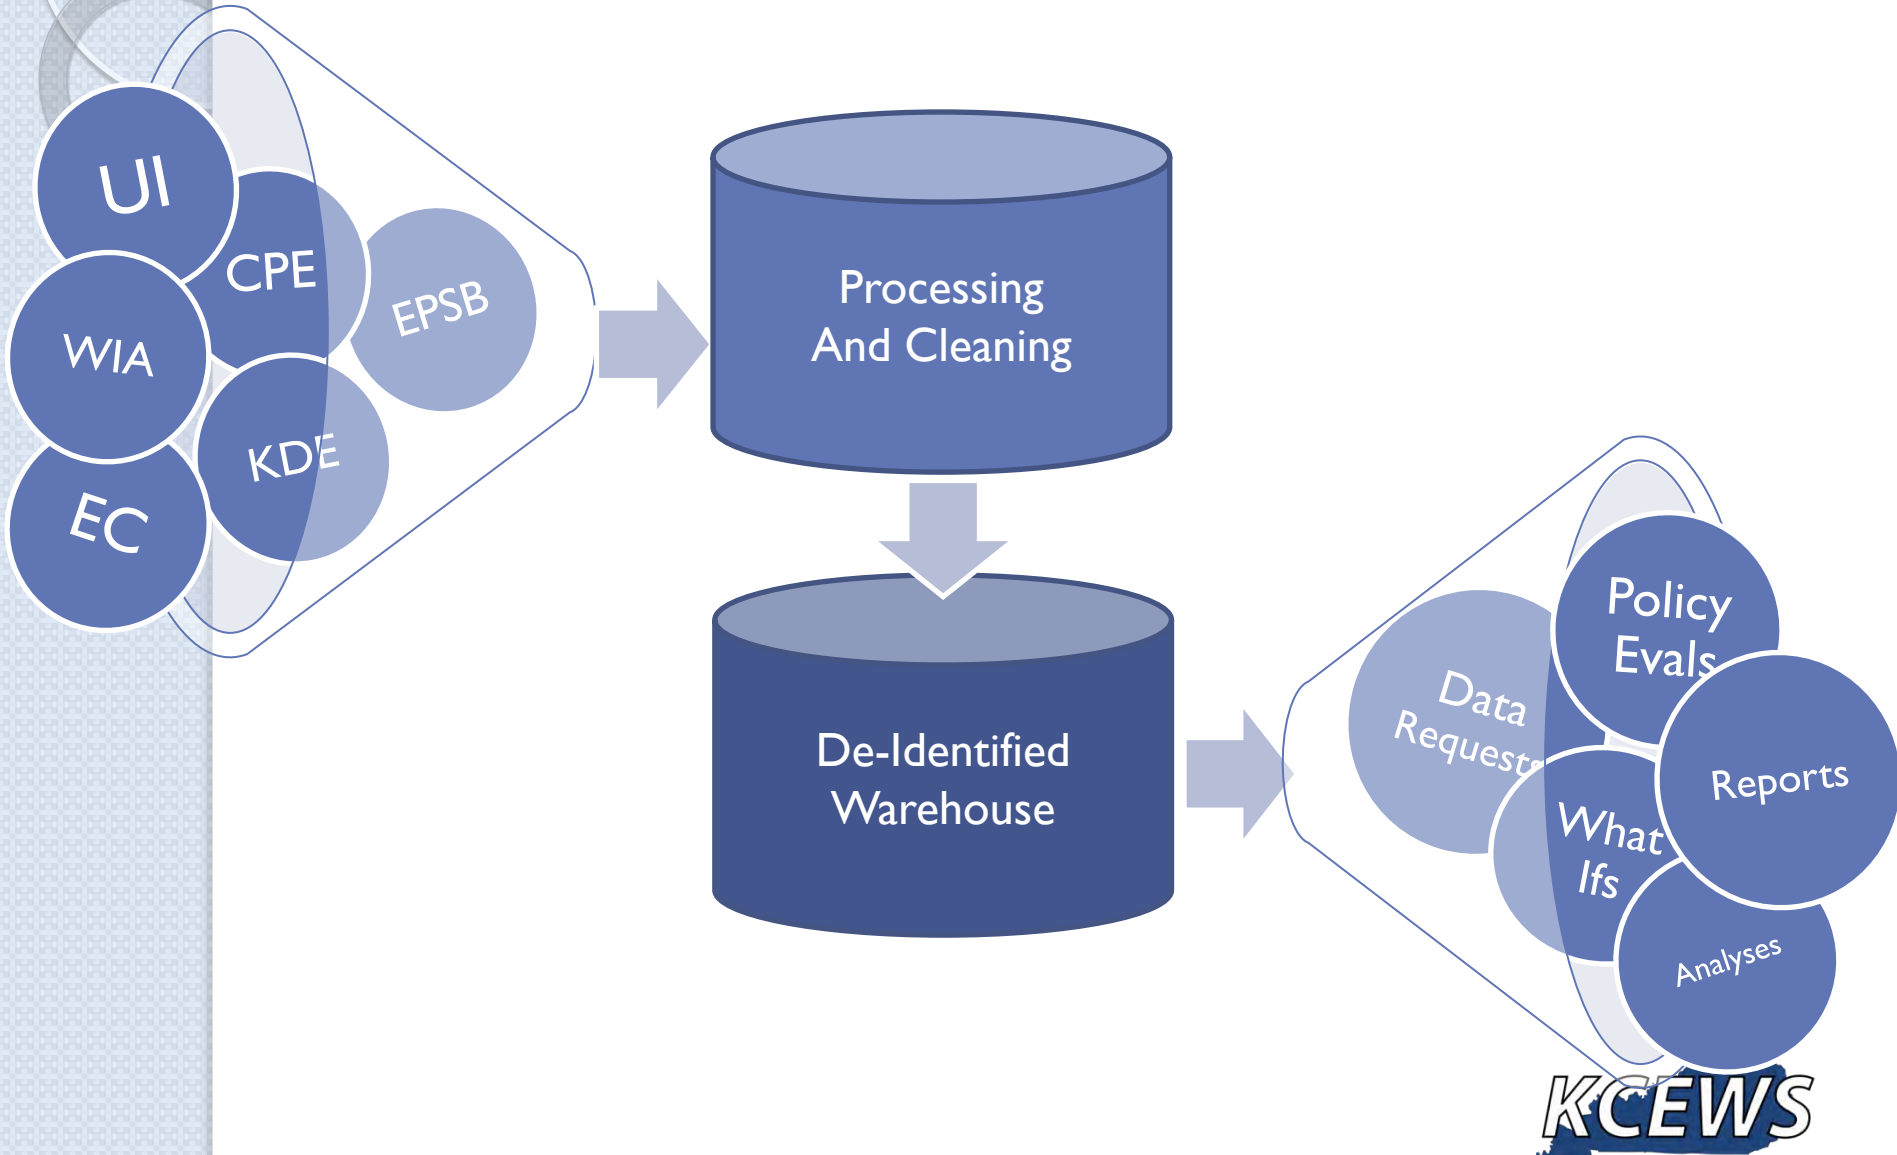 UI
CPE
EPSB
WIA
KDE
EC
Processing
And Cleaning
De-Identified
Warehouse
Data
Requests
Policy
Evals
What
Ifs
Reports
Analyses
KCEWS